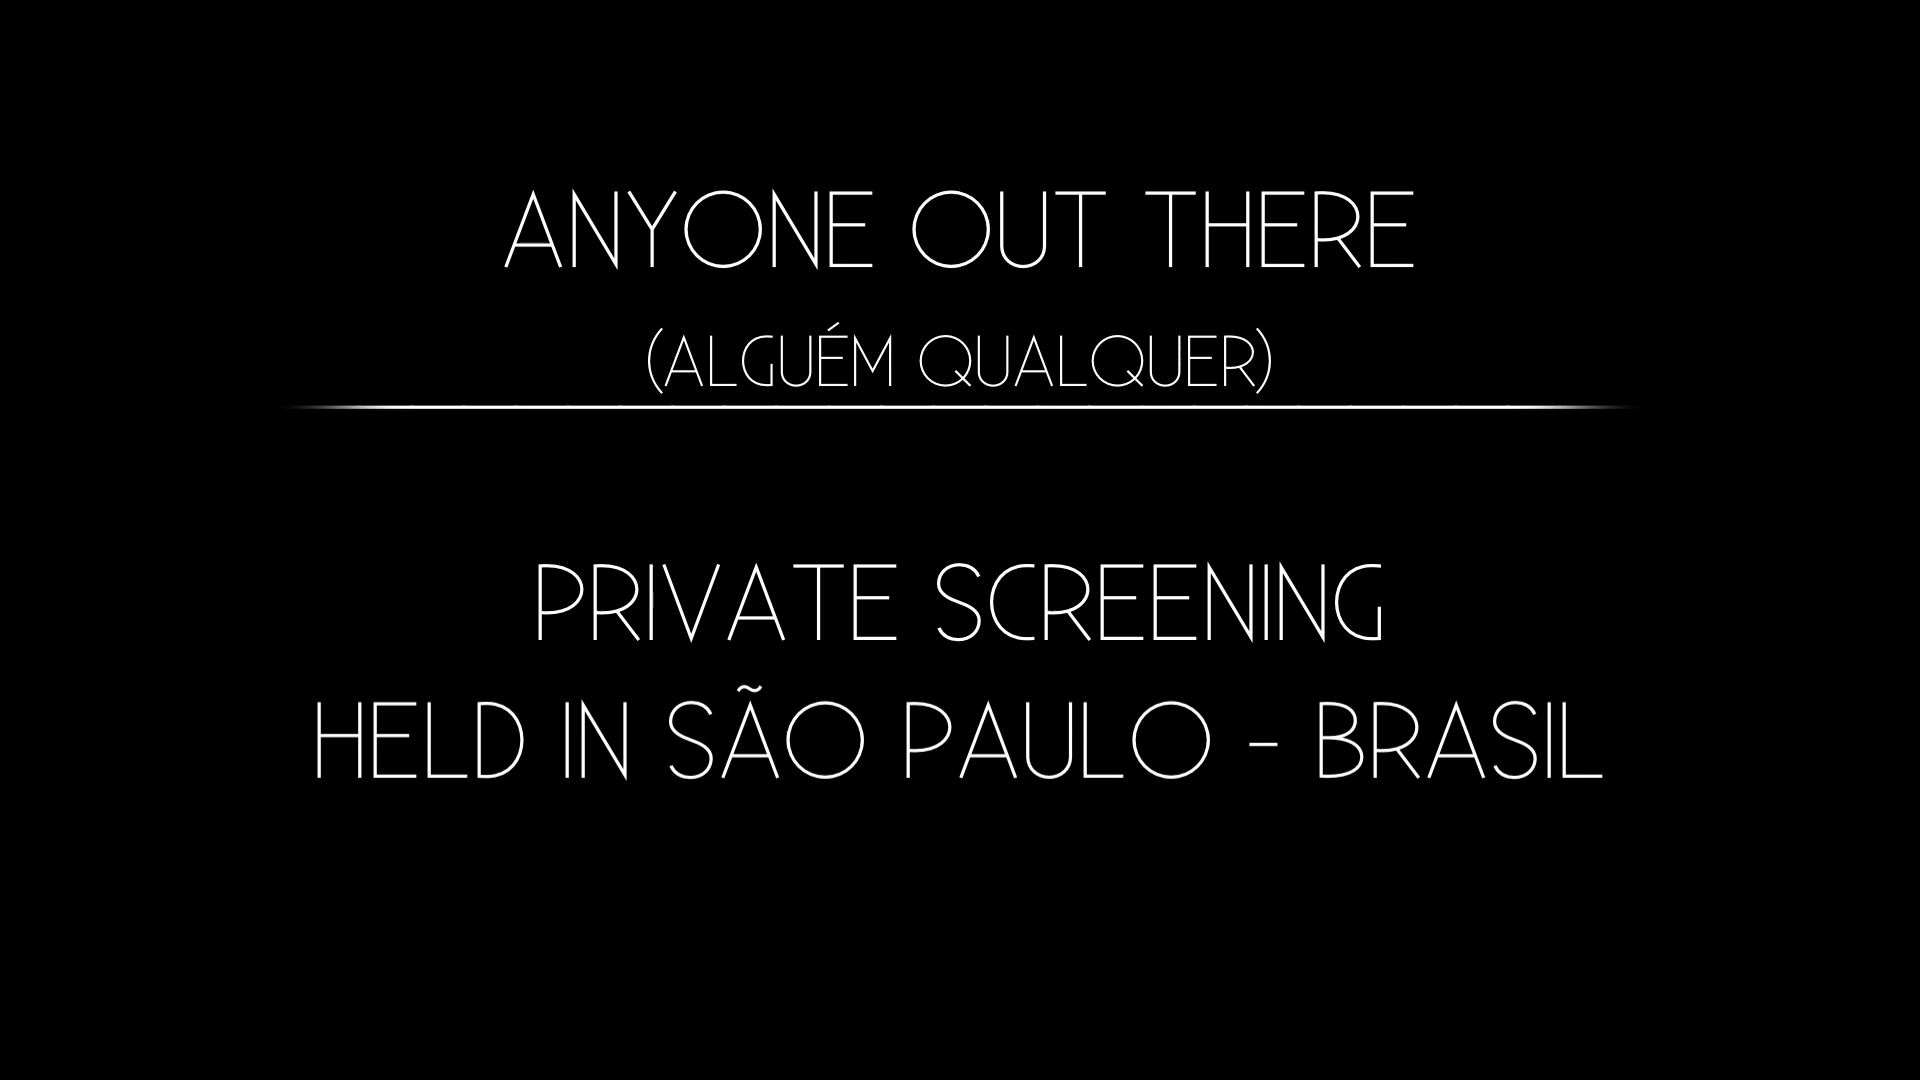 ANYONE OUT THERE
(ALGUÉM QUALQUER)
PRIVATE SCREENING
HELD IN SÃO PAULO - BRASIL